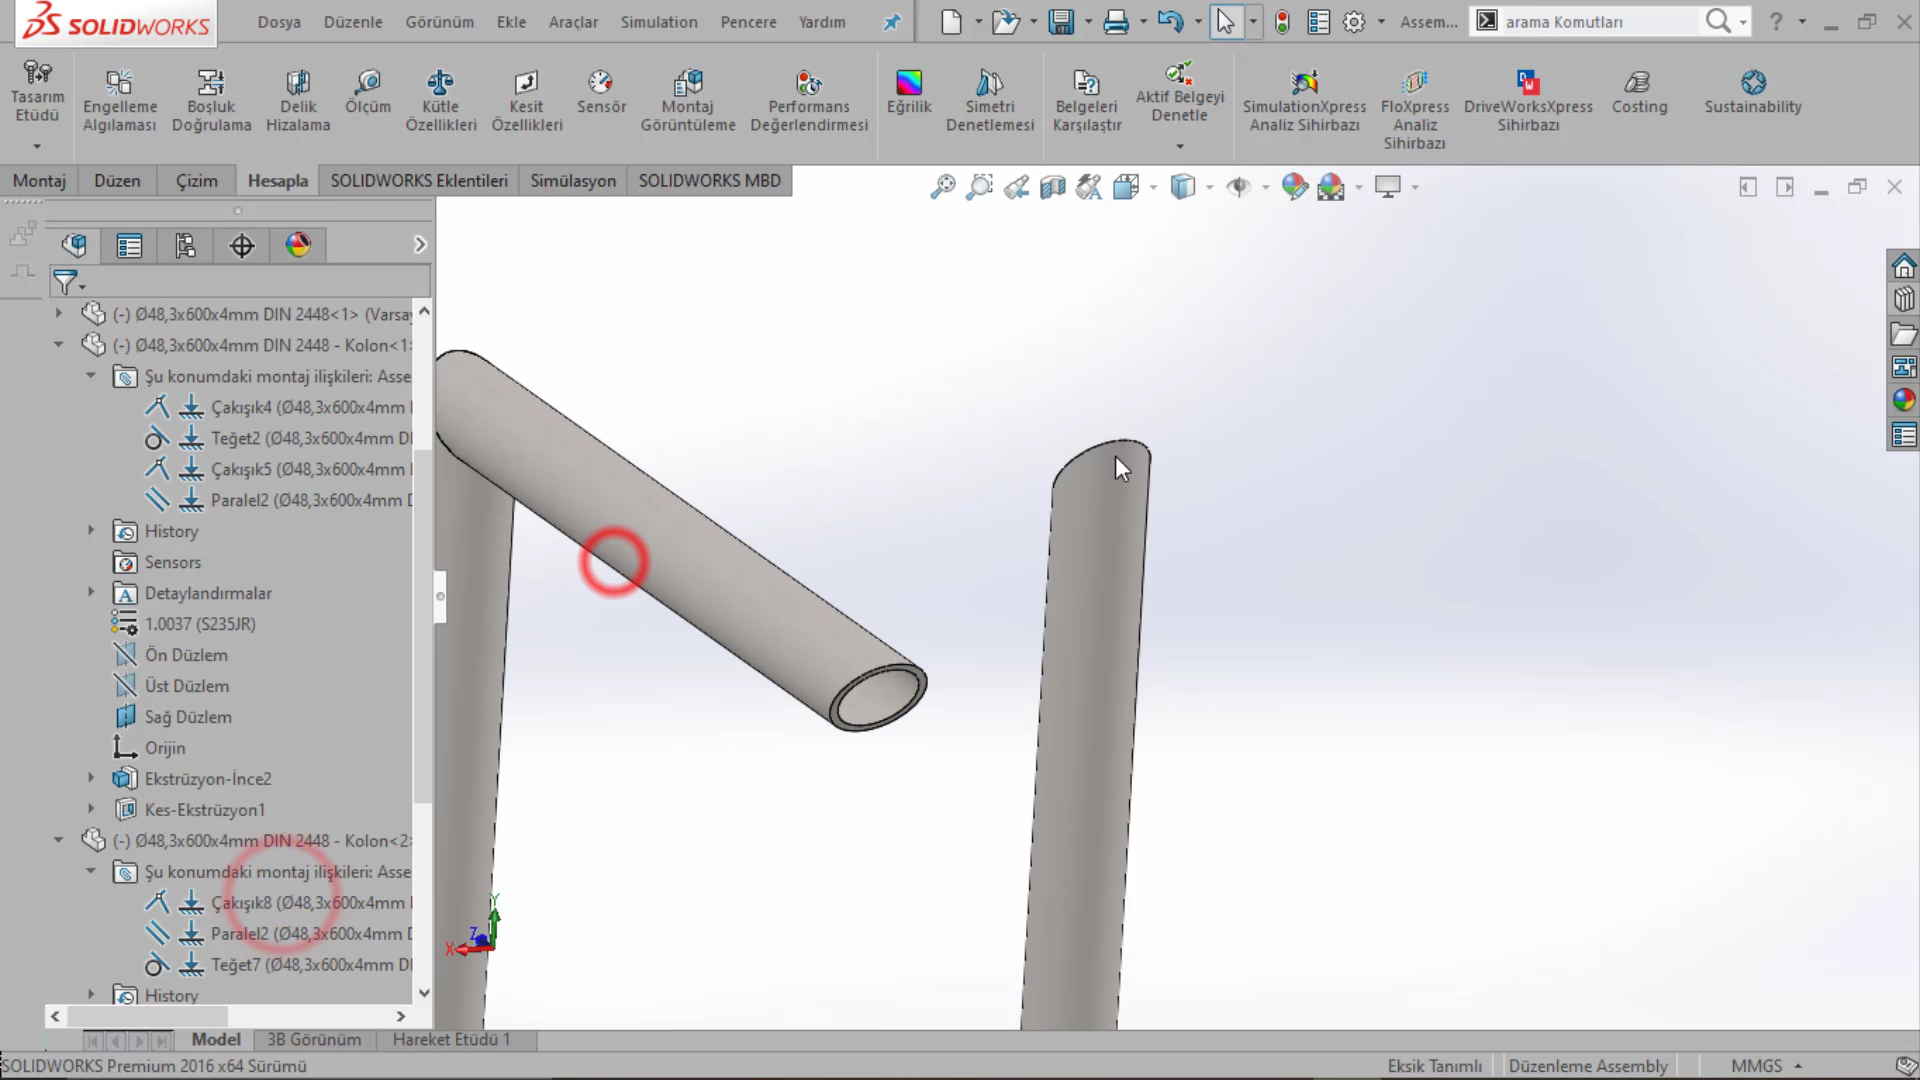 SOLIDWORKS
Dosya Düzenle Görünüm Ekle Araçlar Simulation Pencere Yardım
Assem... arama Komutları
Tasarım Etüdü
Engelleme Algılaması
Boşluk Doğrulama
Delik Hizalama
Ölçüm
Kütle Özellikleri
Kesit Özellikleri
Sensör
Montaj Görüntüleme
Performans Değerlendirmesi
Eğrilik
Simetri Denetlemesi
Belgeleri Karşılaştır
Aktif Belgeyi Denetle
SimulationXpress Analiz Sihirbazı
FloXpress Analiz Sihirbazı
DriveWorksXpress Sihirbazı
Costing
Sustainability
Montaj Düzen Çizim Hesapla SOLIDWORKS Eklentileri Simülasyon SOLIDWORKS MBD
(-) Ø48,3x600x4mm DIN 2448<1> (Varsay
(-) Ø48,3x600x4mm DIN 2448 - Kolon<1>
Şu konumdaki montaj ilişkileri: Asse
Çakışık4 (Ø48,3x600x4mm
Teğet2 (Ø48,3x600x4mm DI
Çakışık5 (Ø48,3x600x4mm
Paralel2 (Ø48,3x600x4mm D
History
Sensors
Detaylandırmalar
1.0037 (S235JR)
Ön Düzlem
Üst Düzlem
Sağ Düzlem
Orijin
Ekstrüzyon-İnce2
Kes-Ekstrüzyon1
(-) Ø48,3x600x4mm DIN 2448 - Kolon<2>
Şu konumdaki montaj ilişkileri: Asse
Çakışık8 (Ø48,3x600x4mm
Paralel2 (Ø48,3x600x4mm D
Teğet7 (Ø48,3x600x4mm DI
History
Y
Z
X
Model 3B Görünüm Hareket Etüdü 1
SOLIDWORKS Premium 2016 x64 Sürümü
Eksik Tanımlı Düzenleme Assembly MMGS